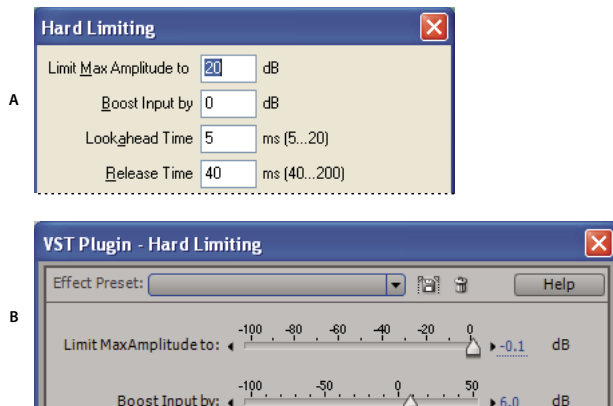 Hard Limiting
Limit Max Amplitude to 20 dB
A
Boost Input by 0 dB
Lookahead Time 5 ms (5...20)
Release Time 40 ms (40...200)
VST Plugin - Hard Limiting
Effect Preset: Help
B
-100 -80 -60 -40 -20 0
Limit MaxAmplitude to: -0.1 dB
-100 -50 0 50
Boost Input by: 6.0 dB